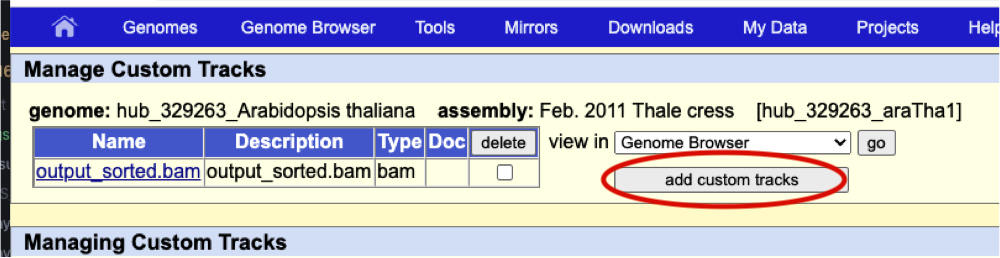 Genomes Genome Browser Tools Mirrors Downloads My Data Projects Help
Manage Custom Tracks
genome: hub_329263_Arabidopsis thaliana assembly: Feb. 2011 Thale cress [hub_329263_araTha1]
Name Description Type Doc delete view in Genome Browser go
output_sorted.bam output_sorted.bam bam
add custom tracks
Managing Custom Tracks